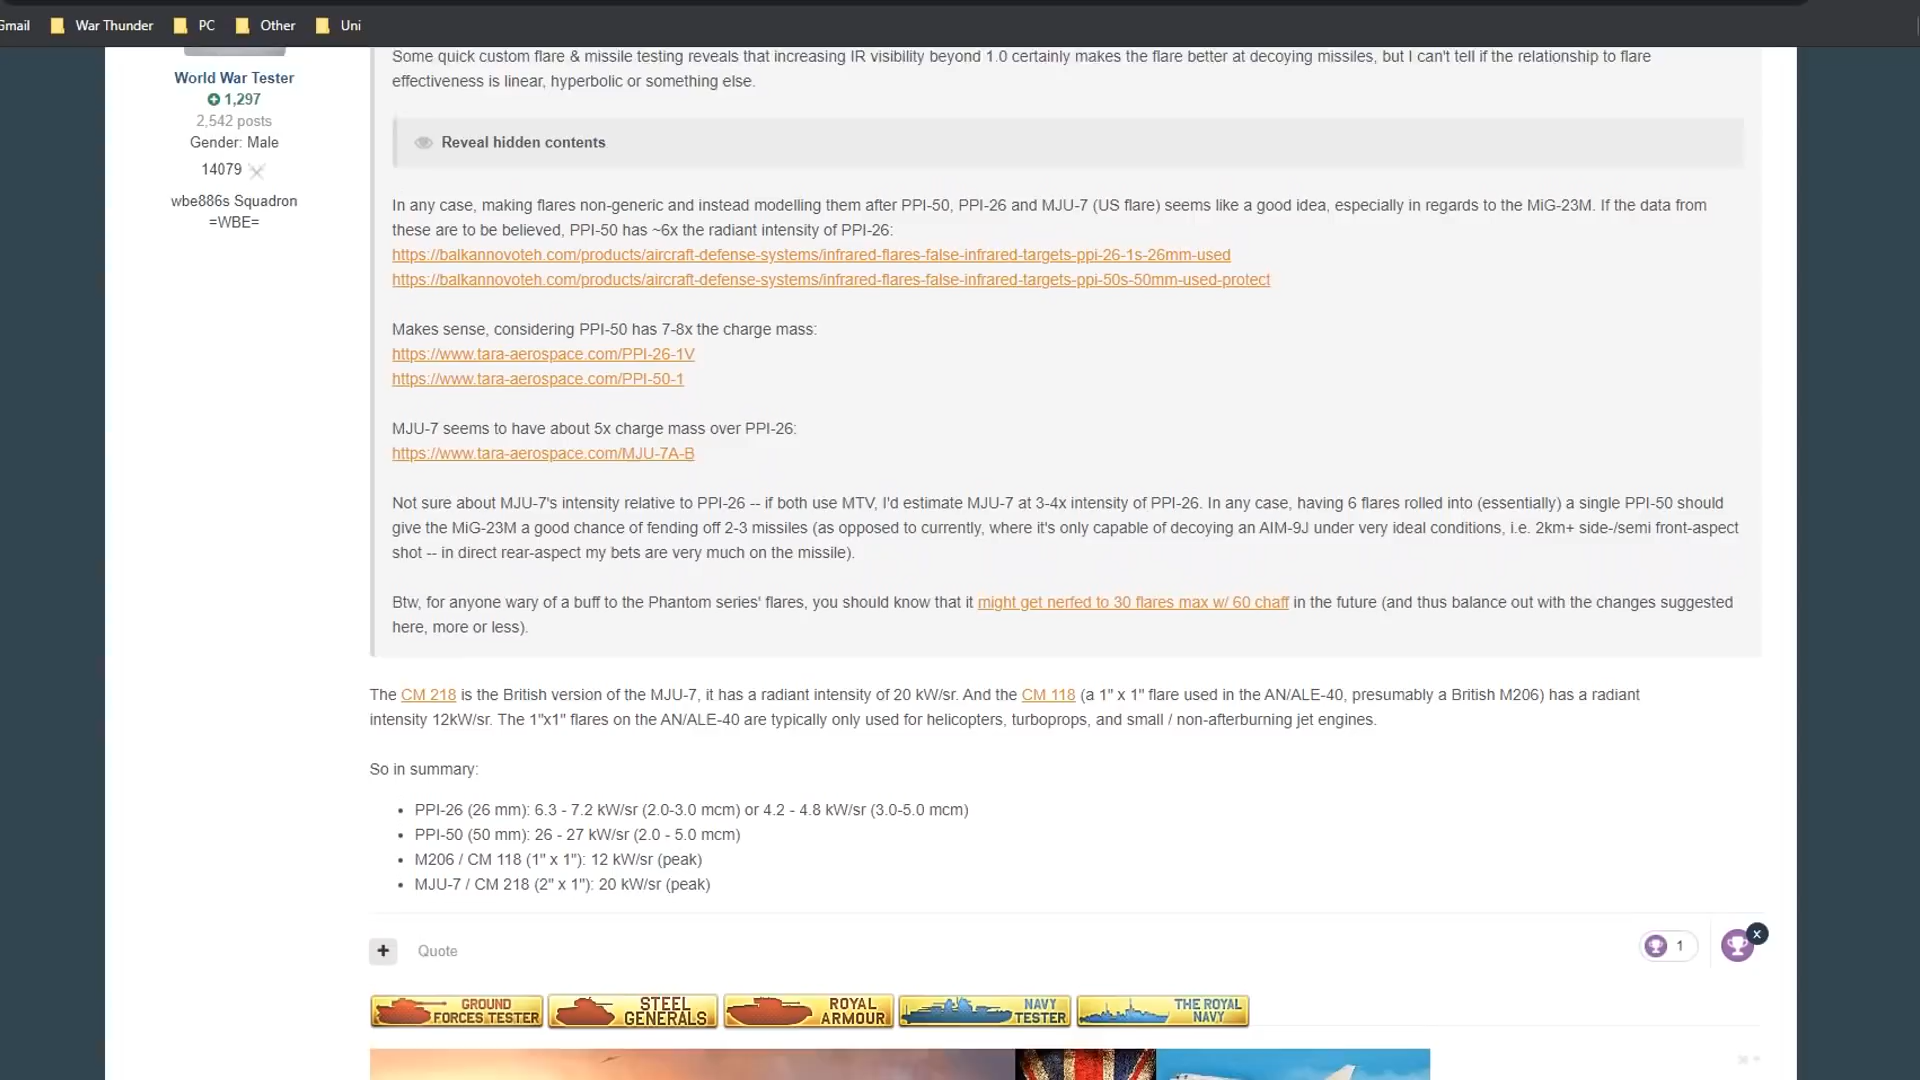 Gmail War Thunder PC Other Uni
Some quick custom flare & missile testing reveals that increasing IR visibility beyond 1.0 certainly makes the flare better at decoying missiles, but I can't tell if the relationship to flare
effectiveness is linear, hyperbolic or something else.
World War Tester
1,297
2,542 posts
Gender: Male
14079
wbe886s Squadron
=WBE=
Reveal hidden contents
In any case, making flares non-generic and instead modelling them after PPI-50, PPI-26 and MJU-7 (US flare) seems like a good idea, especially in regards to the MiG-23M. If the data from
these are to be believed, PPI-50 has ~6x the radiant intensity of PPI-26:
https://balkannovoteh.com/products/aircraft-defense-systems/infrared-flares-false-infrared-targets-ppi-26-1s-26mm-used
https://balkannovoteh.com/products/aircraft-defense-systems/infrared-flares-false-infrared-targets-ppi-50s-50mm-used-protect
Makes sense, considering PPI-50 has 7-8x the charge mass:
https://www.tara-aerospace.com/PPI-26-1V
https://www.tara-aerospace.com/PPI-50-1
MJU-7 seems to have about 5x charge mass over PPI-26:
https://www.tara-aerospace.com/MJU-7A-B
Not sure about MJU-7's intensity relative to PPI-26 -- if both use MTV, I'd estimate MJU-7 at 3-4x intensity of PPI-26. In any case, having 6 flares rolled into (essentially) a single PPI-50 should
give the MiG-23M a good chance of fending off 2-3 missiles (as opposed to currently, where it's only capable of decoying an AIM-9J under very ideal conditions, i.e. 2km+ side-/semi front-aspect
shot -- in direct rear-aspect my bets are very much on the missile).
Btw, for anyone wary of a buff to the Phantom series' flares, you should know that it might get nerfed to 30 flares max w/ 60 chaff in the future (and thus balance out with the changes suggested
here, more or less).
The CM 218 is the British version of the MJU-7, it has a radiant intensity of 20 kW/sr. And the CM 118 (a 1" x 1" flare used in the AN/ALE-40, presumably a British M206) has a radiant
intensity 12kW/sr. The 1"x1" flares on the AN/ALE-40 are typically only used for helicopters, turboprops, and small / non-afterburning jet engines.
So in summary:
• PPI-26 (26 mm): 6.3 - 7.2 kW/sr (2.0-3.0 mcm) or 4.2 - 4.8 kW/sr (3.0-5.0 mcm)
• PPI-50 (50 mm): 26 - 27 kW/sr (2.0 - 5.0 mcm)
• M206 / CM 118 (1" x 1"): 12 kW/sr (peak)
• MJU-7 / CM 218 (2" x 1"): 20 kW/sr (peak)
+ Quote 1 x
GROUND FORCES TESTER
STEEL GENERALS
ROYAL ARMOUR
NAVY TESTER
THE ROYAL NAVY